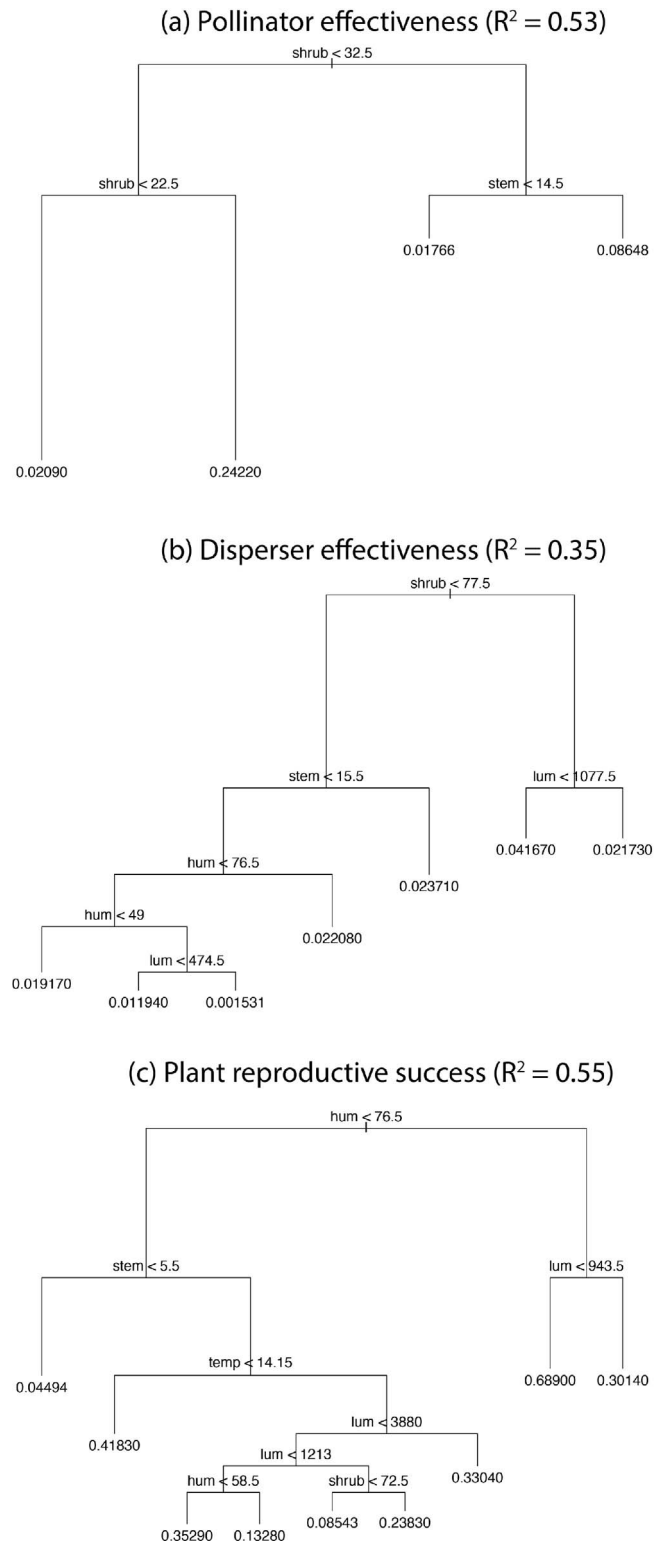 (a) Pollinator effectiveness (R² = 0.53)
shrub < 32.5
shrub < 22.5
stem < 14.5
0.01766
0.08648
0.02090
0.24220
(b) Disperser effectiveness (R² = 0.35)
shrub < 77.5
stem < 15.5
lum < 1077.5
0.041670
0.021730
hum < 76.5
0.023710
hum < 49
0.022080
lum < 474.5
0.019170
0.011940
0.001531
(c) Plant reproductive success (R² = 0.55)
hum < 76.5
stem < 5.5
lum < 943.5
temp < 14.15
0.04494
0.68900
0.30140
lum < 3880
0.41830
lum < 1213
0.33040
hum < 58.5
shrub < 72.5
0.35290
0.13280
0.08543
0.23830